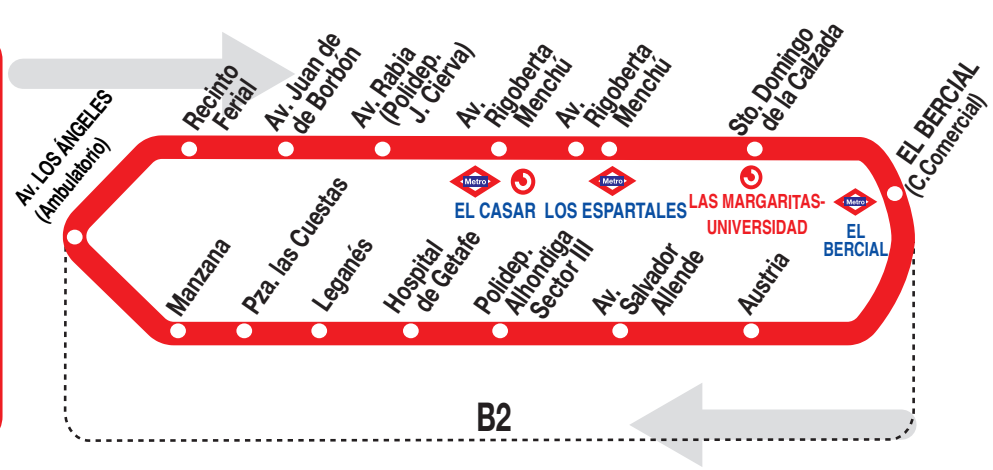 Av. LOS ÁNGELES
(Ambulatorio)
Recinto
Ferial
Av. Juan de
de Borbón
Av. Rabia
(Polidep.
J. Cierva)
Av.
Rigoberta
Menchú
Av.
Rigoberta
Menchú
Sto. Domingo
de la Calzada
EL BERCIAL
(C.Comercial)
Metro
EL CASAR
Metro
LOS ESPARTALES
LAS MARGARITAS-
UNIVERSIDAD
Metro
EL
BERCIAL
Manzana
Pza. las Cuestas
Leganés
Hospital
de Getafe
Polidep.
Alhondiga
Sector III
Av.
Salvador
Allende
Austria
B2